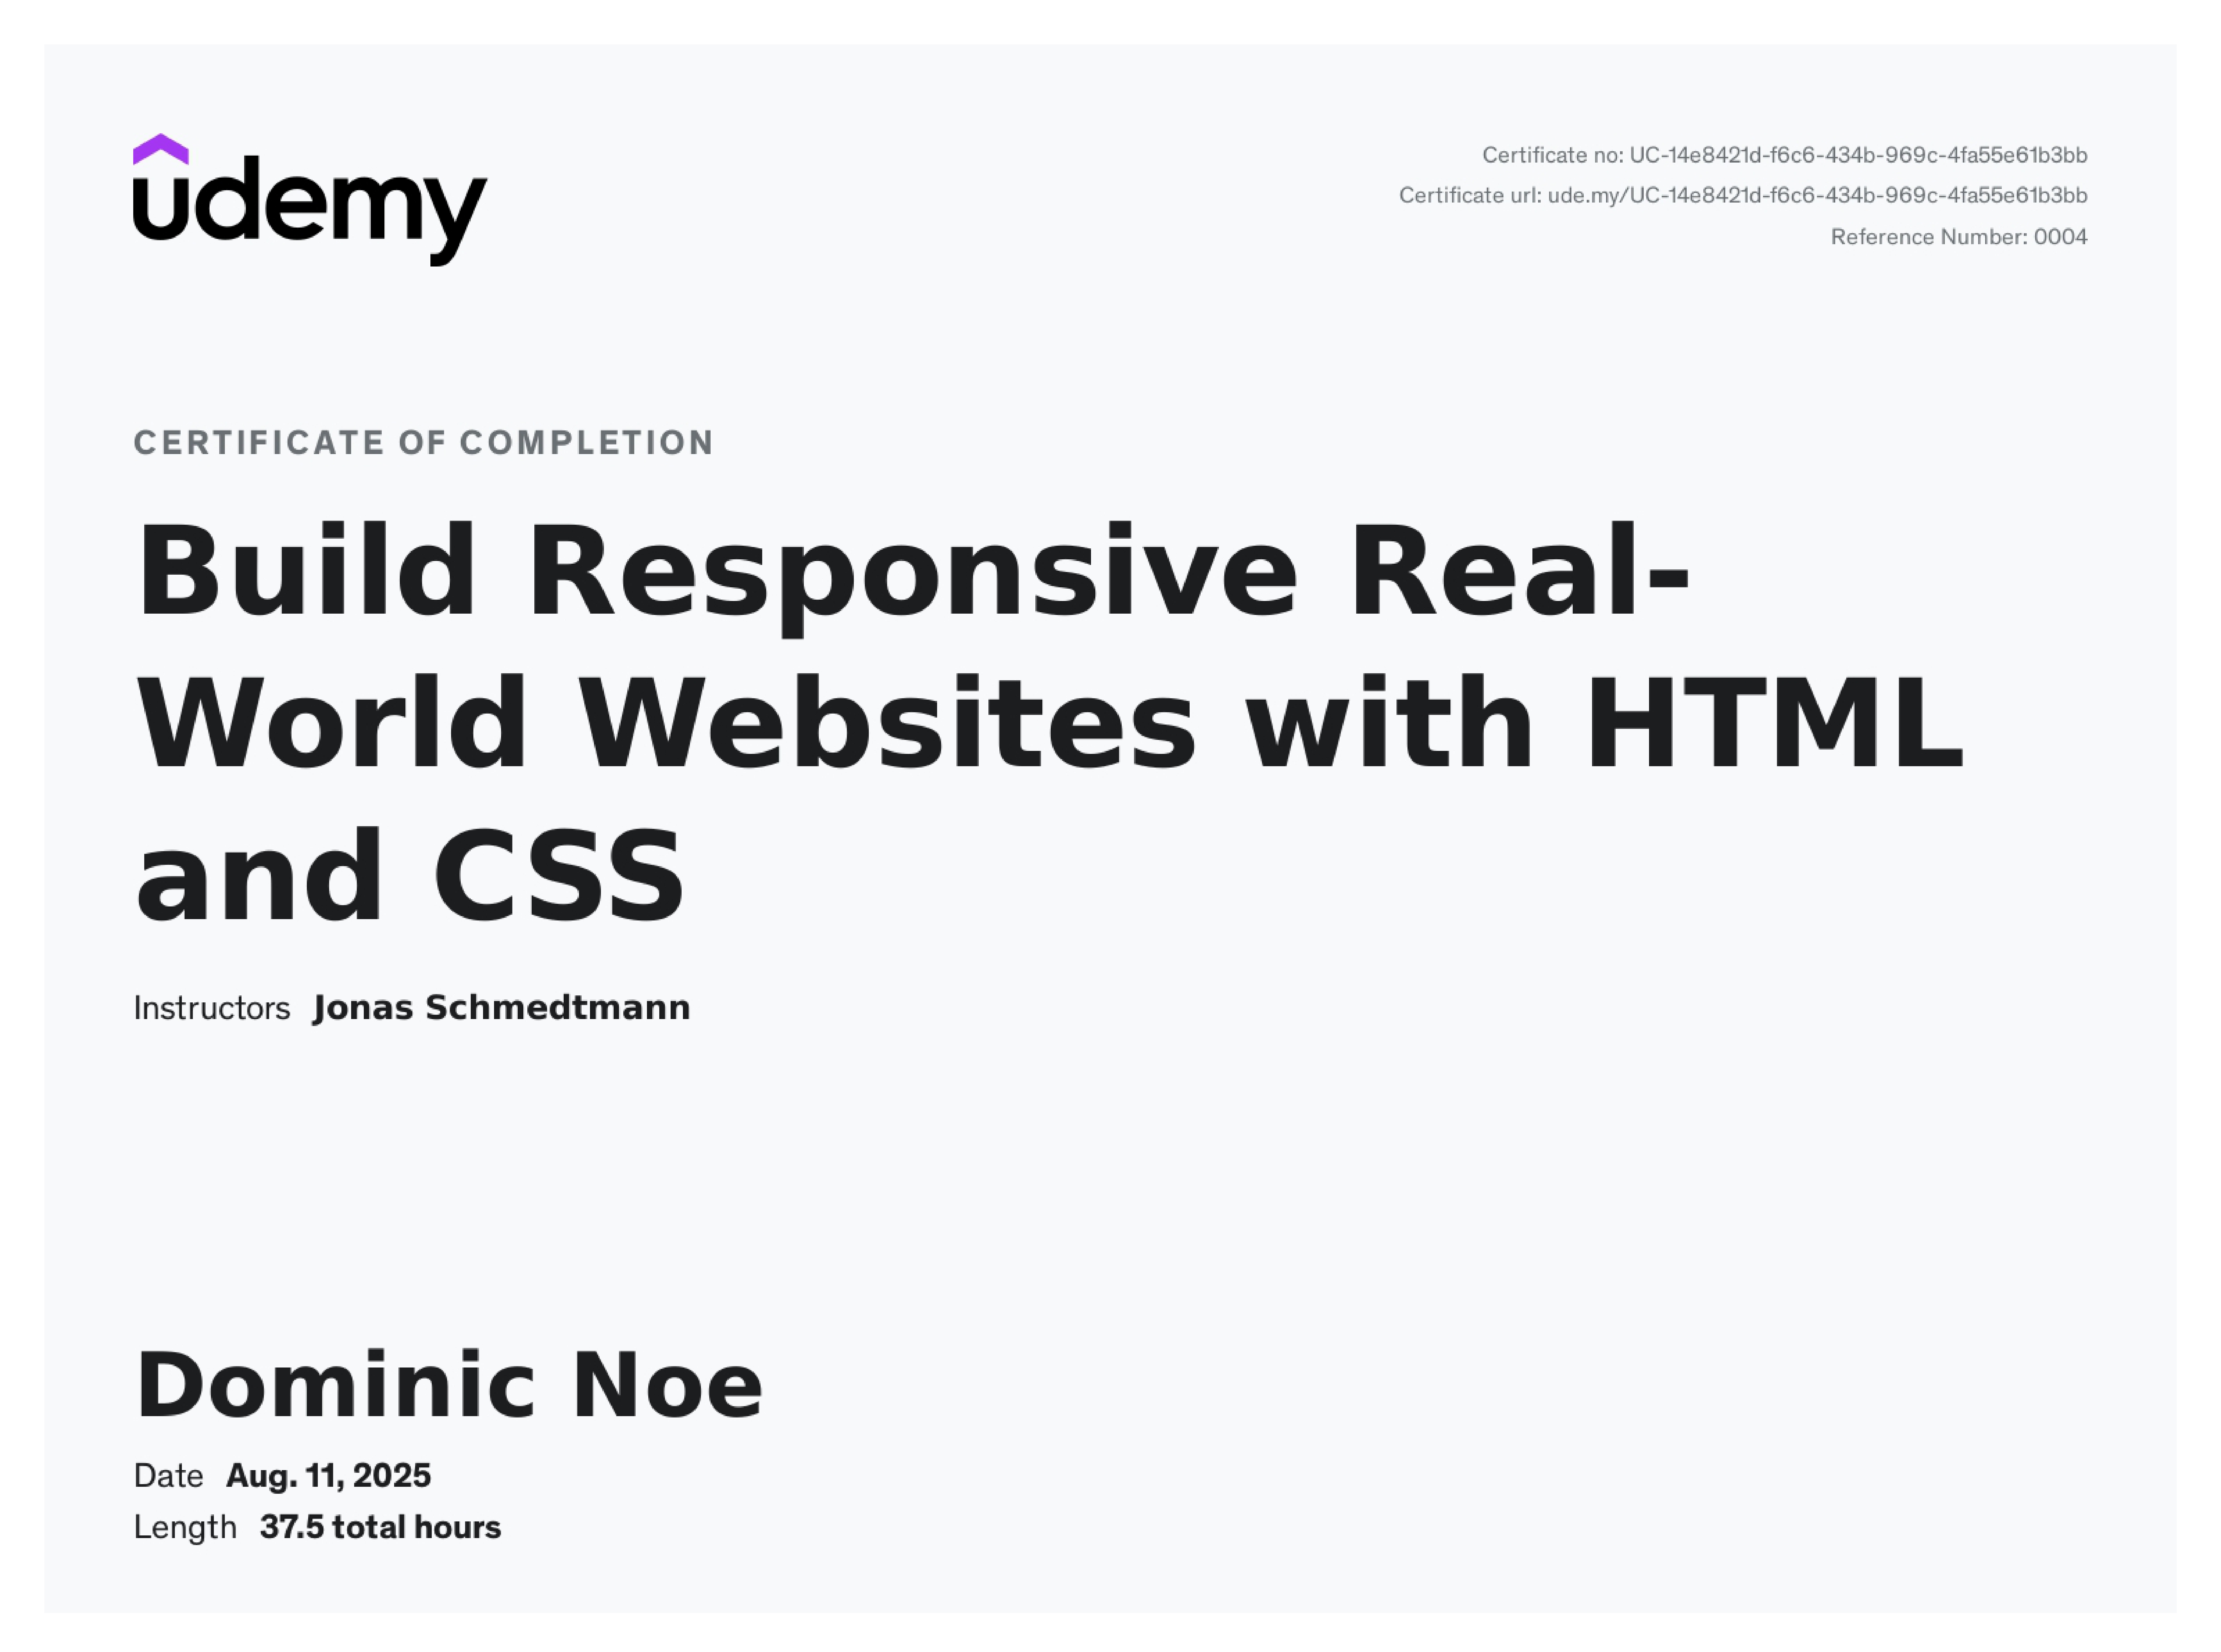 udemy
Certificate no: UC-14e8421d-f6c6-434b-969c-4fa55e61b3bb
Certificate url: ude.my/UC-14e8421d-f6c6-434b-969c-4fa55e61b3bb
Reference Number: 0004
CERTIFICATE OF COMPLETION
Build Responsive Real-
World Websites with HTML
and CSS
Instructors Jonas Schmedtmann
Dominic Noe
Date Aug. 11, 2025
Length 37.5 total hours